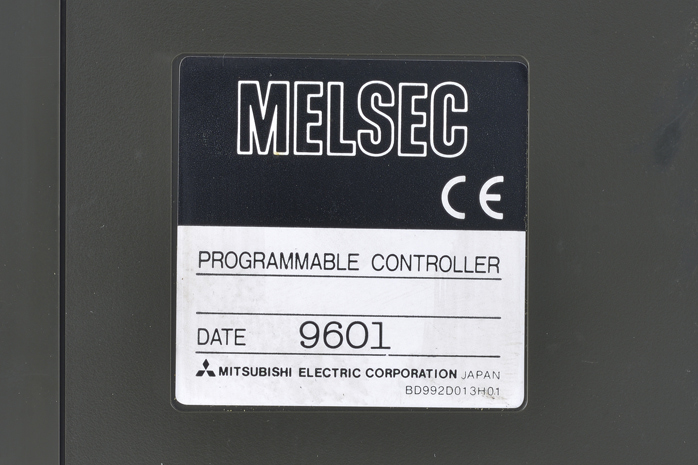 MELSEC
CE
PROGRAMMABLE CONTROLLER
DATE 9601
MITSUBISHI ELECTRIC CORPORATION JAPAN
BD992D013H01